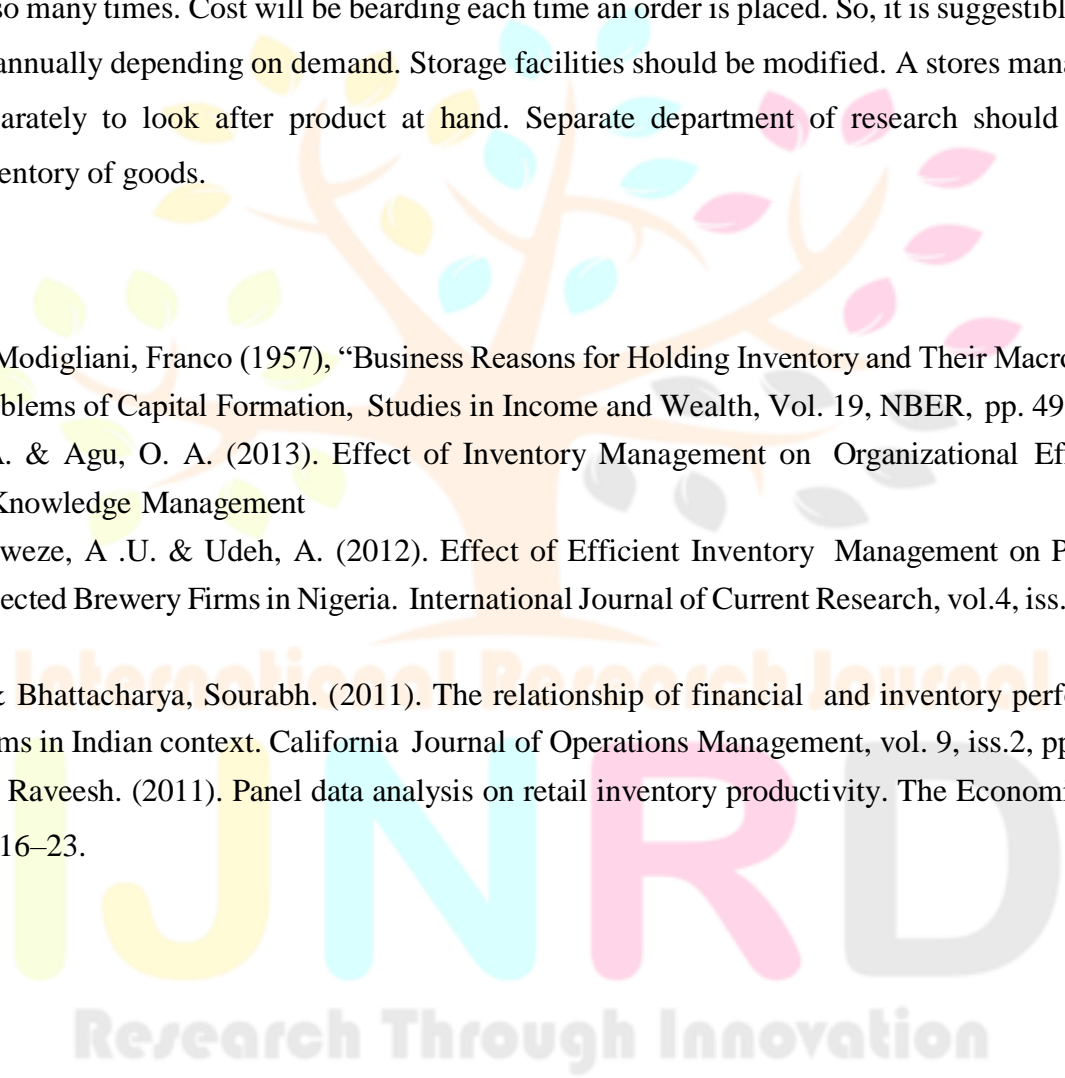 so many times. Cost will be bearding each time an order is placed. So, it is suggestibl
annually depending on demand. Storage facilities should be modified. A stores mana
arately to look after product at hand. Separate department of research should
entory of goods.
Modigliani, Franco (1957), “Business Reasons for Holding Inventory and Their Macro
blems of Capital Formation, Studies in Income and Wealth, Vol. 19, NBER, pp. 49
A. & Agu, O. A. (2013). Effect of Inventory Management on Organizational Eff
Knowledge Management
weze, A .U. & Udeh, A. (2012). Effect of Efficient Inventory Management on P
ected Brewery Firms in Nigeria. International Journal of Current Research, vol.4, iss.
International Research Journal
& Bhattacharya, Sourabh. (2011). The relationship of financial and inventory perfo
ms in Indian context. California Journal of Operations Management, vol. 9, iss.2, pp
Raveesh. (2011). Panel data analysis on retail inventory productivity. The Economi
16–23.
IJNRD
Research Through Innovation